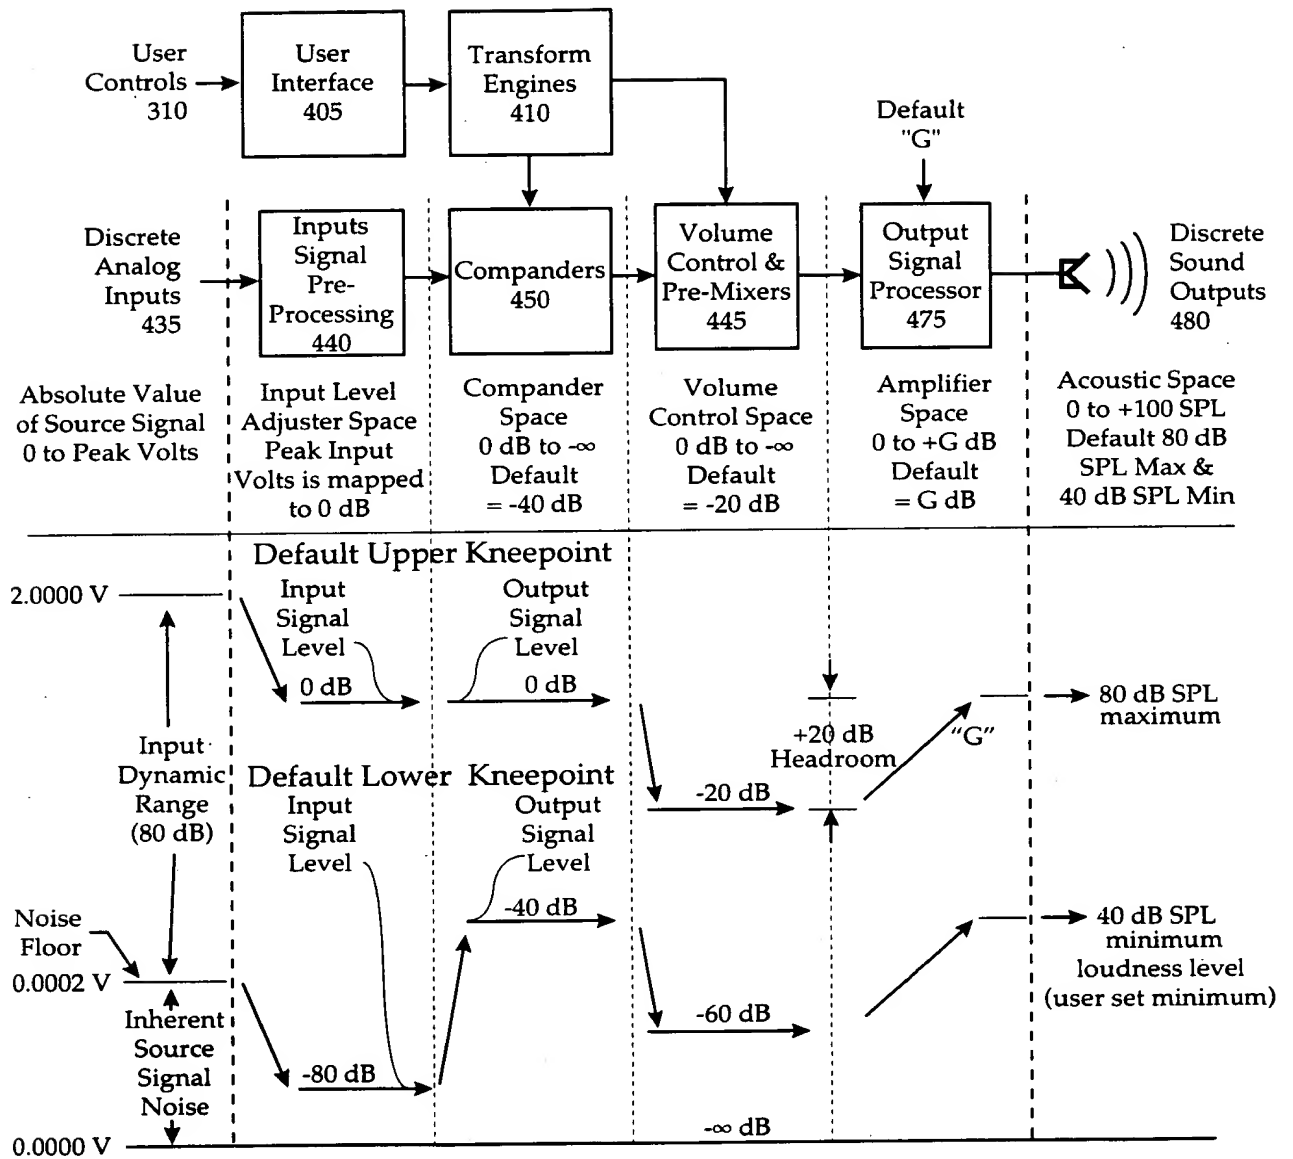 User
Controls
310
User
Interface
405
Transform
Engines
410
Default
"G"
Discrete
Analog
Inputs
435
Inputs
Signal
Pre-
Processing
440
Companders
450
Volume
Control &
Pre-Mixers
445
Output
Signal
Processor
475
Discrete
Sound
Outputs
480
Absolute Value
of Source Signal
0 to Peak Volts
Input Level
Adjuster Space
Peak Input
Volts is mapped
to 0 dB
Compander
Space
0 dB to -∞
Default
= -40 dB
Volume
Control Space
0 dB to -∞
Default
= -20 dB
Amplifier
Space
0 to +G dB
Default
= G dB
Acoustic Space
0 to +100 SPL
Default 80 dB
SPL Max &
40 dB SPL Min
Default Upper Kneepoint
2.0000 V
Input
Signal
Level
0 dB
Output
Signal
Level
0 dB
80 dB SPL
maximum
+20 dB
Headroom
"G"
Input
Dynamic
Range
(80 dB)
Default Lower Kneepoint
-20 dB
Input
Signal
Level
Output
Signal
Level
-40 dB
Noise
Floor
0.0002 V
40 dB SPL
minimum
loudness level
(user set minimum)
-60 dB
Inherent
Source
Signal
Noise
-80 dB
0.0000 V
-∞ dB